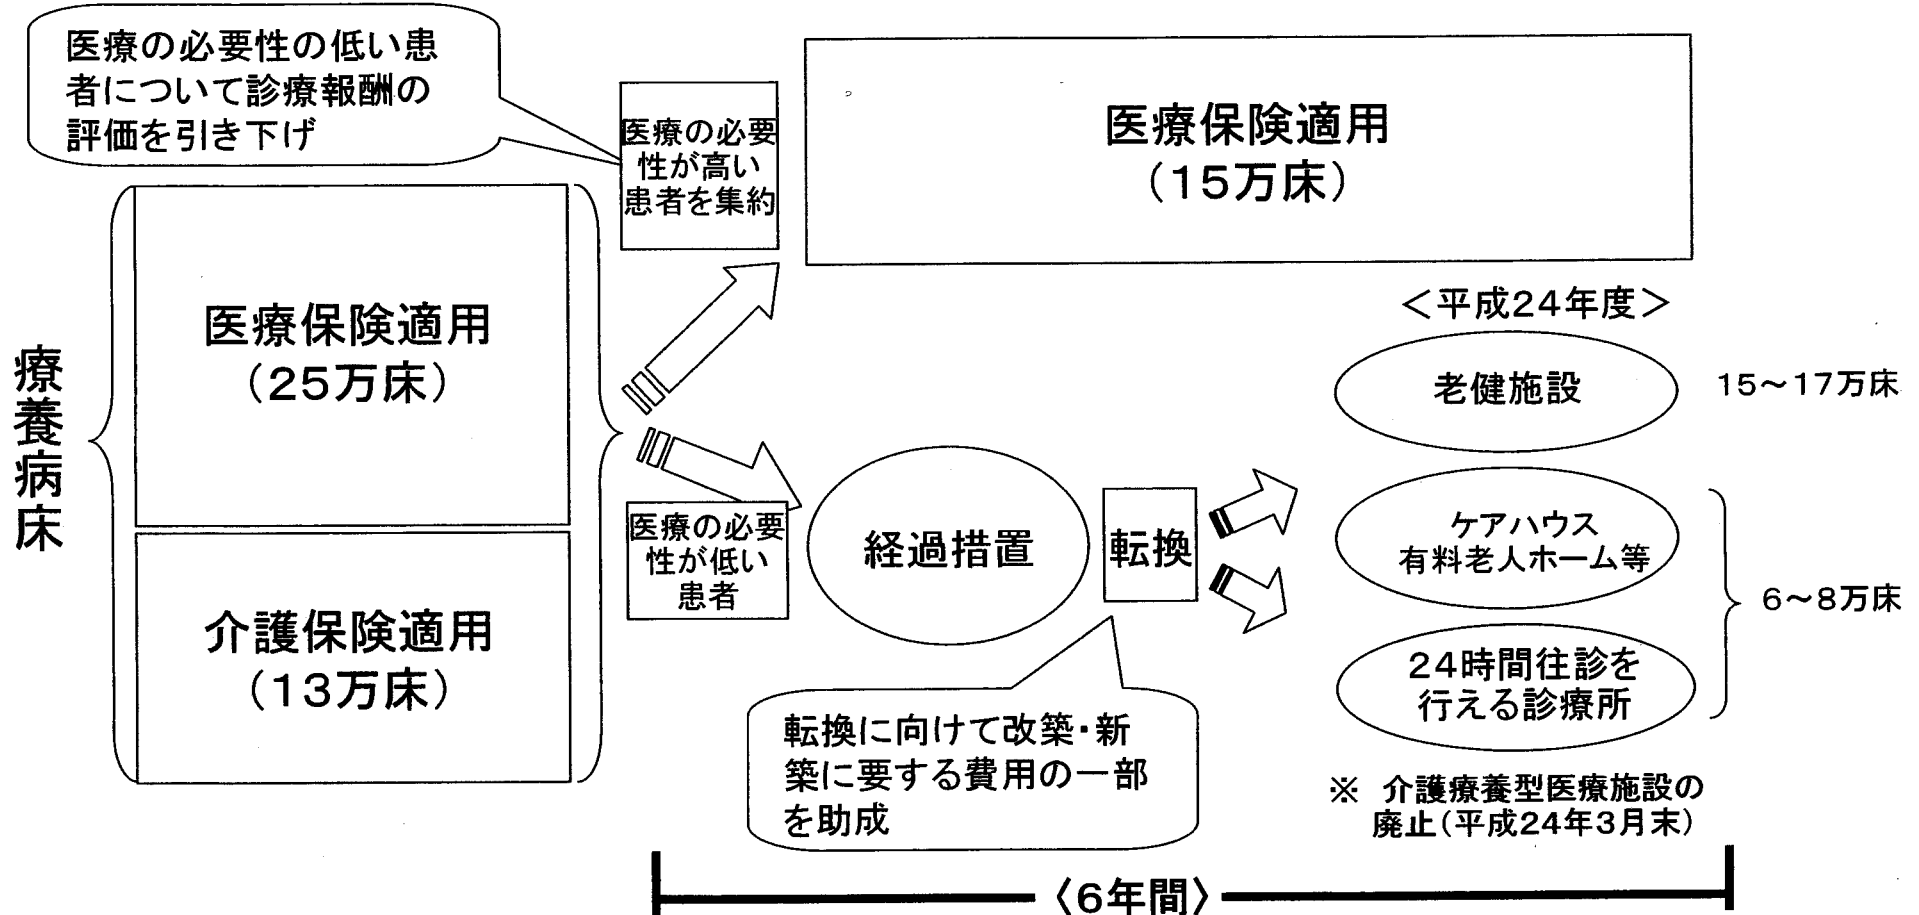 医療の必要性の低い患
者について診療報酬の
評価を引き下げ
療養病床
医療保険適用
（25万床）
介護保険適用
（13万床）
医療の必要
性が高い
患者を集約
医療保険適用
（15万床）
医療の必要
性が低い
患者
経過措置
転換
転換に向けて改築・新
築に要する費用の一部
を助成
＜平成24年度＞
老健施設
15～17万床
ケアハウス
有料老人ホーム等
24時間往診を
行える診療所
6～8万床
※ 介護療養型医療施設の
廃止（平成24年3月末）
〈6年間〉